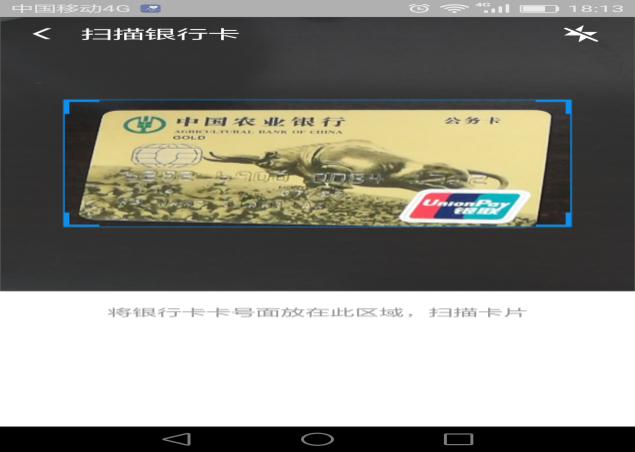 中国移动4G 4G 18:13
扫描银行卡
中国农业银行 公务卡
AGRICULTURAL BANK OF CHINA
GOLD
UnionPay
银联
将银行卡卡号面放在此区域，扫描卡片